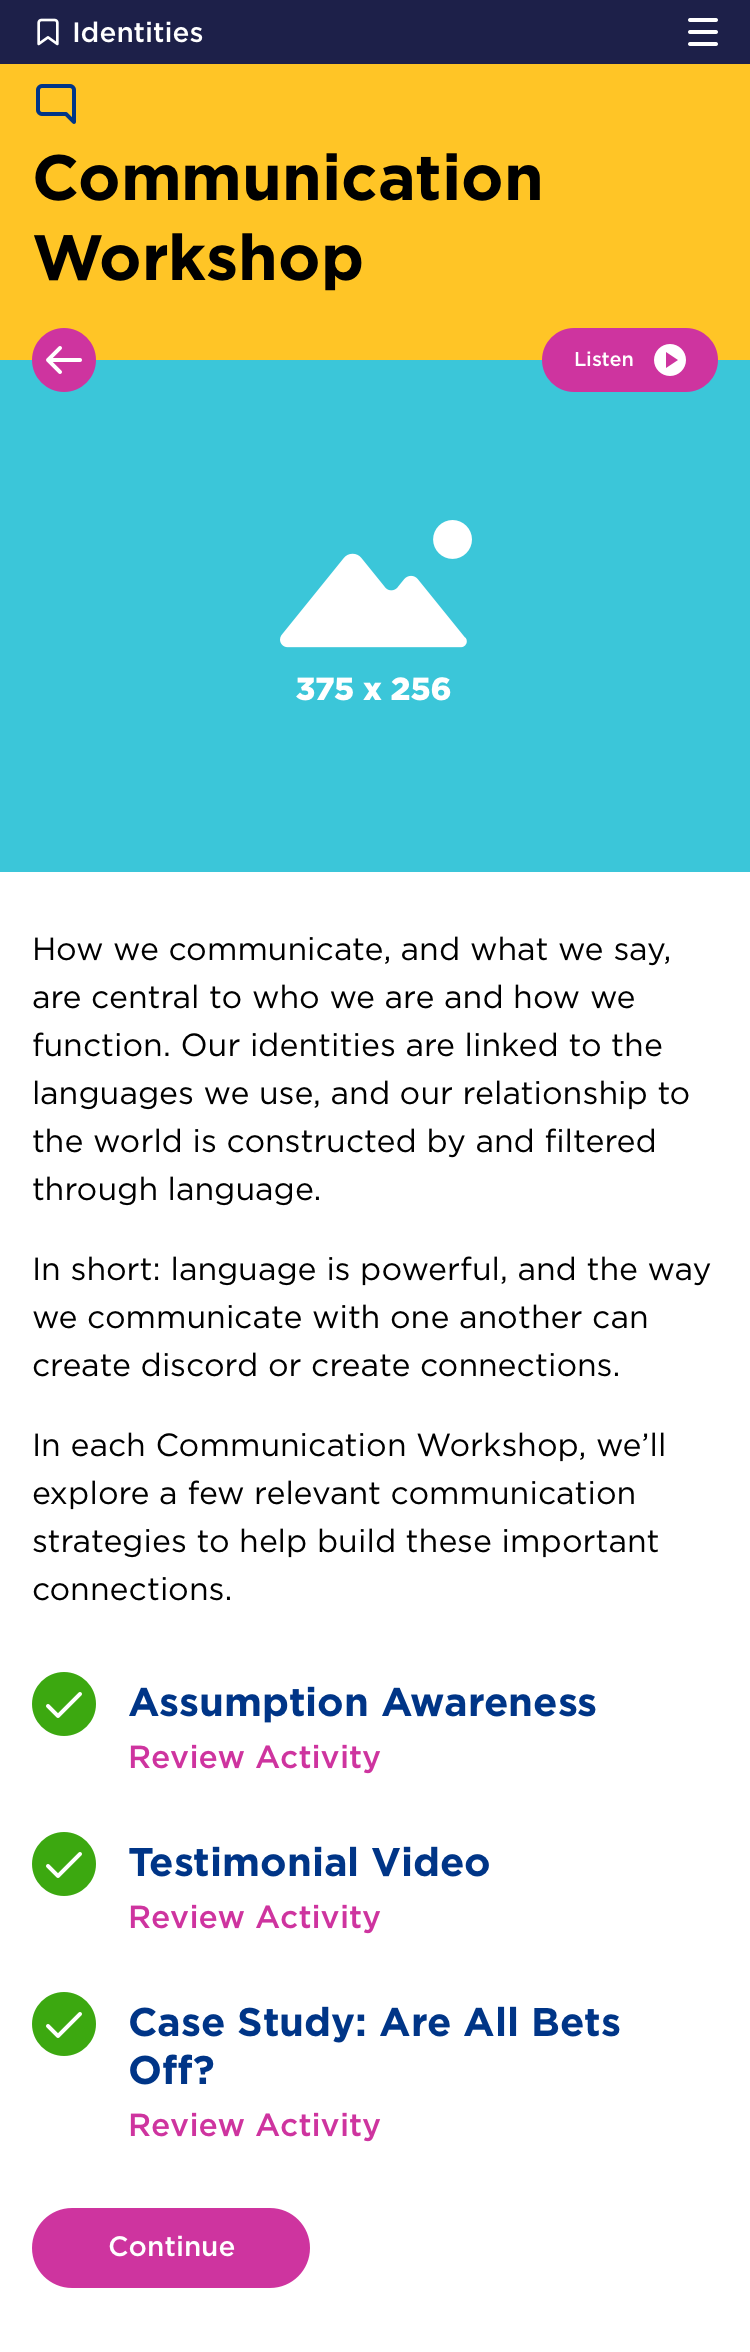 Identities
Communication
Workshop
Listen
375 x 256
How we communicate, and what we say,
are central to who we are and how we
function. Our identities are linked to the
languages we use, and our relationship to
the world is constructed by and filtered
through language.
In short: language is powerful, and the way
we communicate with one another can
create discord or create connections.
In each Communication Workshop, we’ll
explore a few relevant communication
strategies to help build these important
connections.
Assumption Awareness
Review Activity
Testimonial Video
Review Activity
Case Study: Are All Bets
Off?
Review Activity
Continue